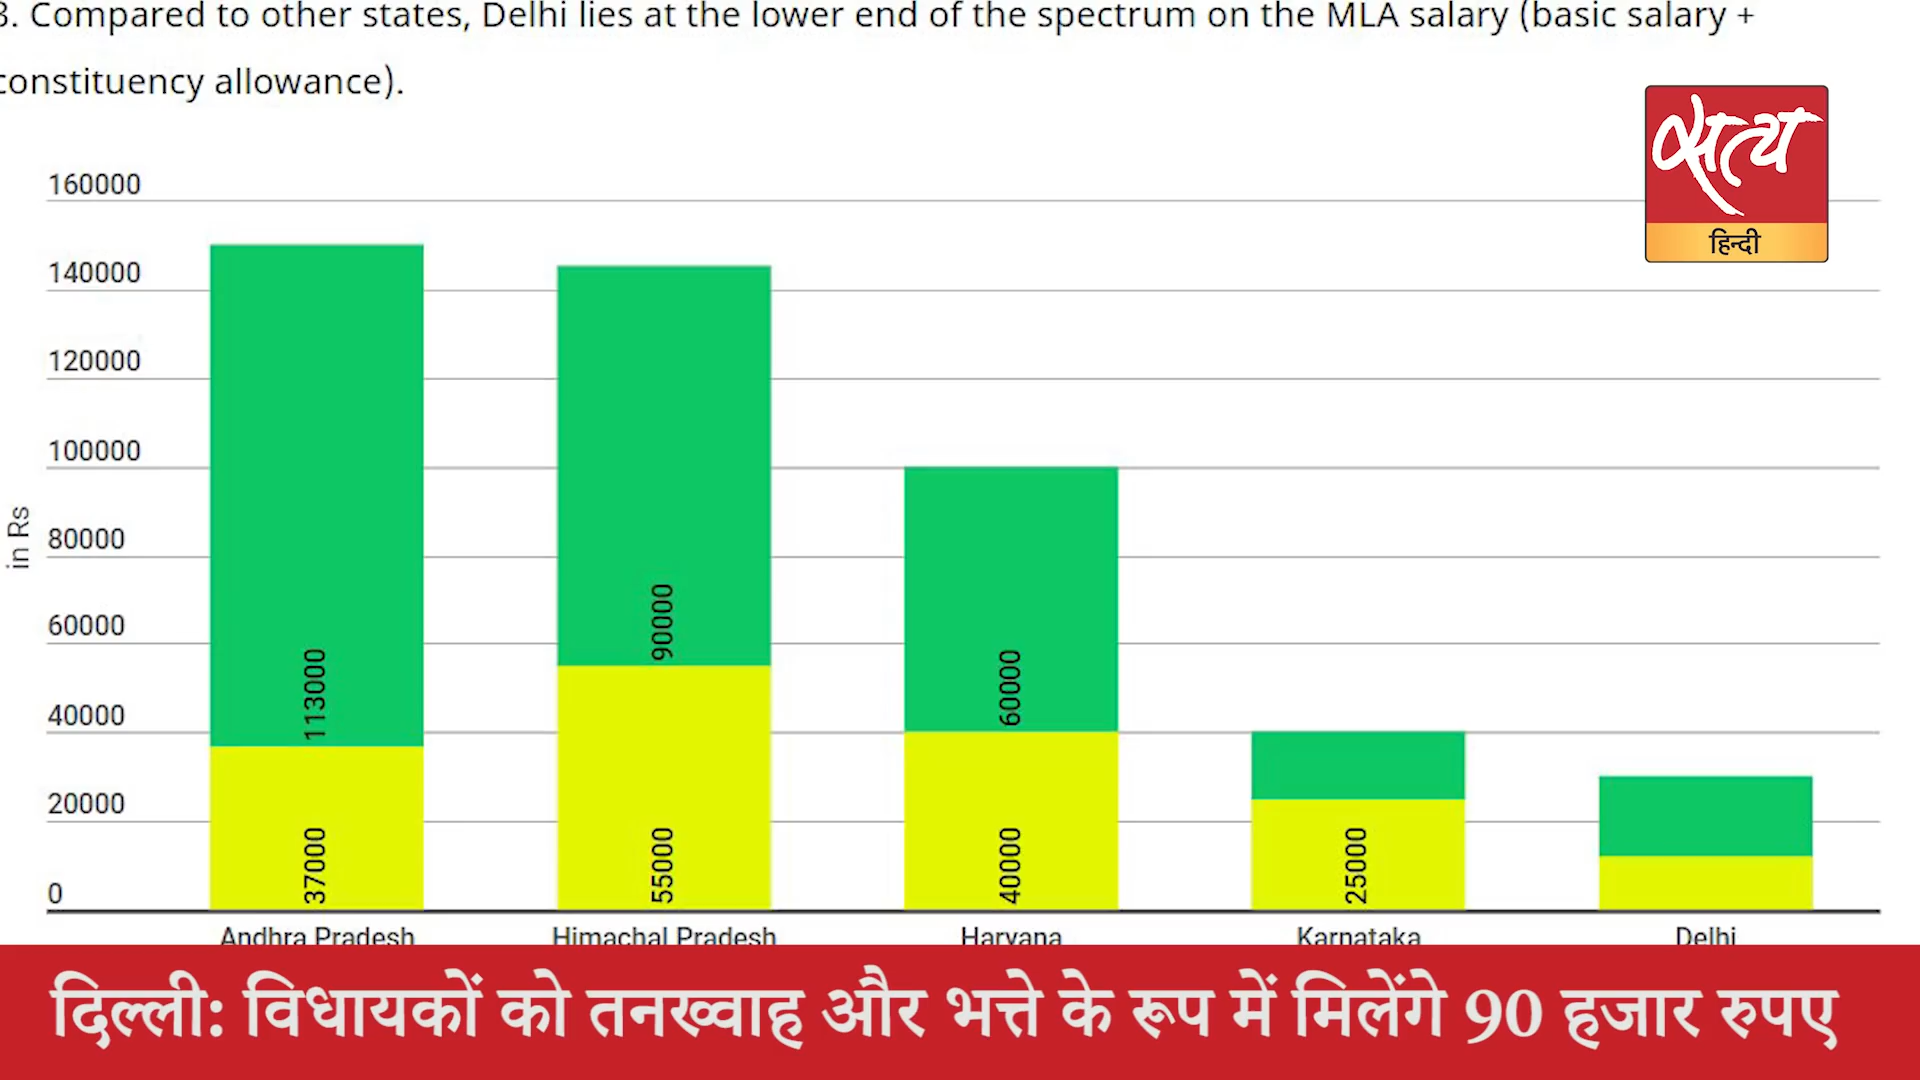 3. Compared to other states, Delhi lies at the lower end of the spectrum on the MLA salary (basic salary +
constituency allowance).
सत्य
हिन्दी
160000
140000
120000
100000
80000
60000
40000
20000
0
in Rs
113000
37000
90000
55000
60000
40000
25000
Andhra Pradesh
Himachal Pradesh
Haryana
Karnataka
Delhi
दिल्ली: विधायकों को तनख्वाह और भत्ते के रूप में मिलेंगे 90 हजार रुपए